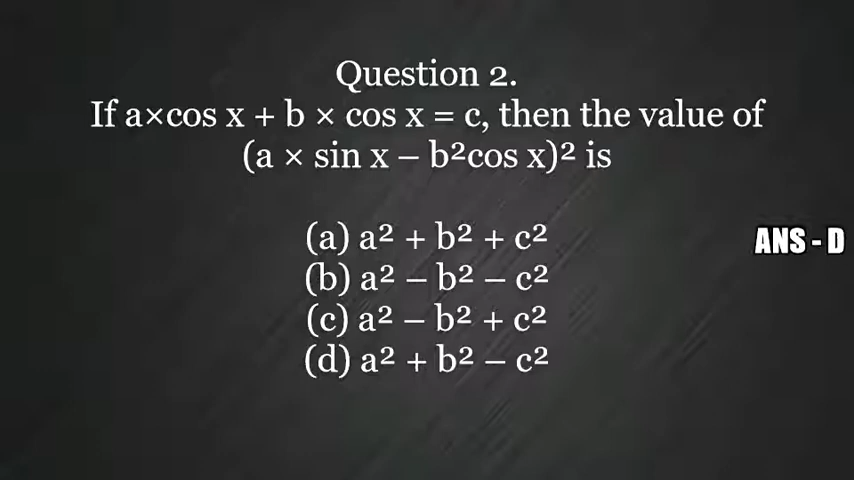 Question 2.
If a×cos x + b × cos x = c, then the value of
(a × sin x – b²cos x)² is
(a) a² + b² + c²
(b) a² – b² – c²
(c) a² – b² + c²
(d) a² + b² – c²
ANS - D